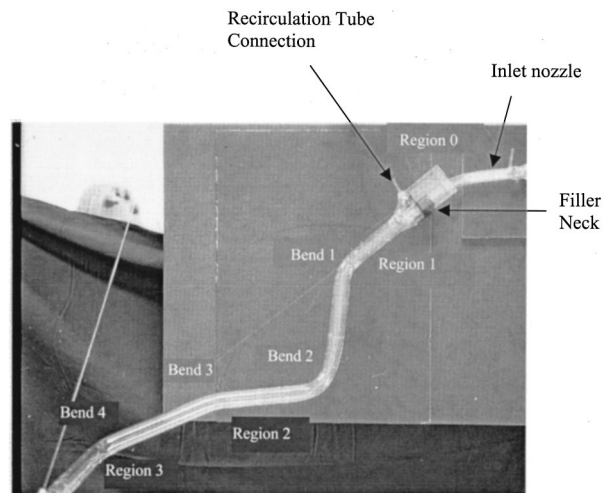 Recirculation Tube
Connection
Inlet nozzle
Region 0
Filler
Neck
Bend 1
Region 1
Bend 3
Bend 2
Bend 4
Region 2
Region 3